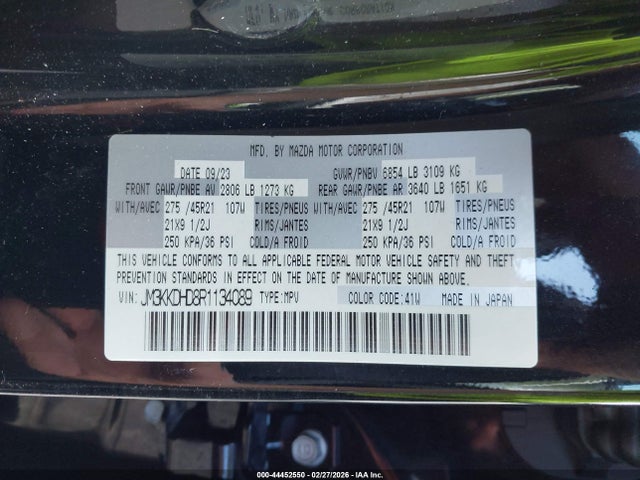 MFD. BY MAZDA MOTOR CORPORATION
DATE 09/23 GVWR/PNBV 6854 LB 3109 KG
FRONT GAWR/PNBE AV 2806 LB 1273 KG REAR GAWR/PNBE AR 3640 LB 1651 KG
WITH/AVEC 275 /45R21 107W TIRES/PNEUS WITH/AVEC 275 /45R21 107W TIRES/PNEUS
21X9 1/2J RIMS/JANTES 21X9 1/2J RIMS/JANTES
250 KPA/36 PSI COLD/A FROID 250 KPA/36 PSI COLD/A FROID
THIS VEHICLE CONFORMS TO ALL APPLICABLE FEDERAL MOTOR VEHICLE SAFETY AND THEFT
PREVENTION STANDARDS IN EFFECT ON THE DATE OF MANUFACTURE SHOWN ABOVE.
VIN: JM3KKDHD8R1134089 TYPE:MPV COLOR CODE:41W MADE IN JAPAN
000-44452550 - 02/27/2026 - IAA Inc.